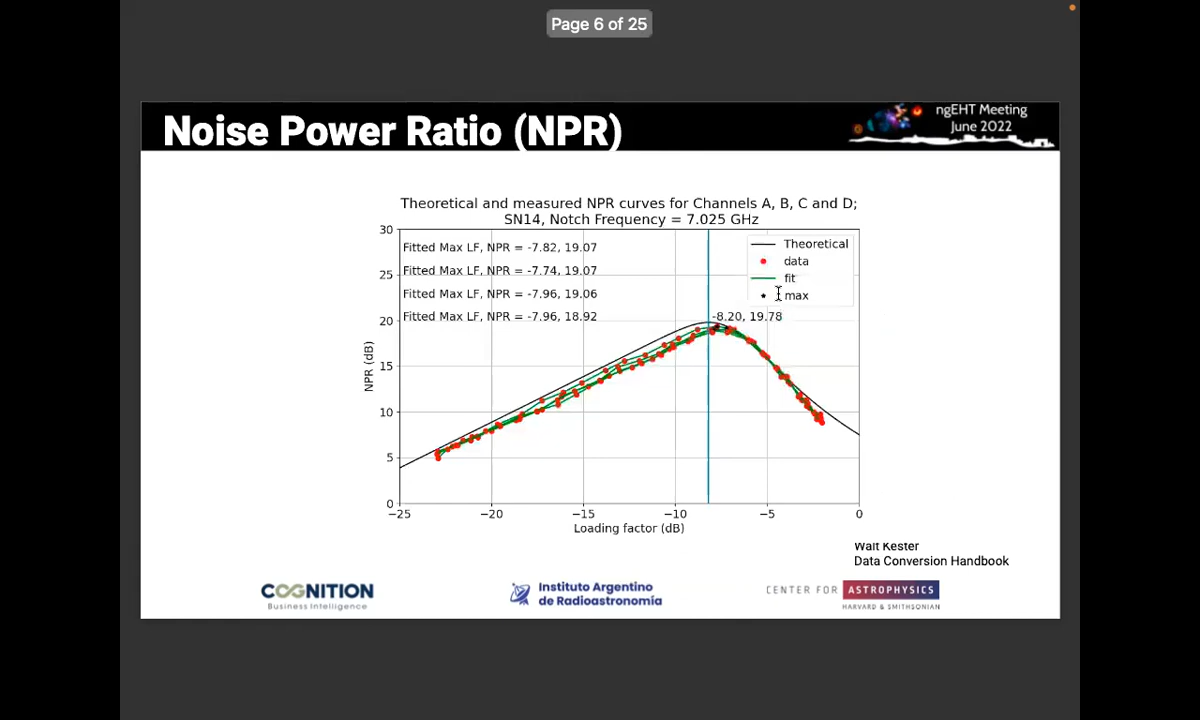 Page 6 of 25
Noise Power Ratio (NPR)
ngEHT Meeting
June 2022
Theoretical and measured NPR curves for Channels A, B, C and D;
SN14, Notch Frequency = 7.025 GHz
Fitted Max LF, NPR = -7.82, 19.07
Fitted Max LF, NPR = -7.74, 19.07
Fitted Max LF, NPR = -7.96, 19.06
Fitted Max LF, NPR = -7.96, 18.92
Theoretical
data
fit
max
-8.20, 19.78
NPR (dB)
30
25
20
15
10
5
0
−25 −20 −15 −10 −5 0
Loading factor (dB)
Walt Kester
Data Conversion Handbook
COGNITION
Business Intelligence
Instituto Argentino
de Radioastronomía
CENTER FOR ASTROPHYSICS
HARVARD & SMITHSONIAN